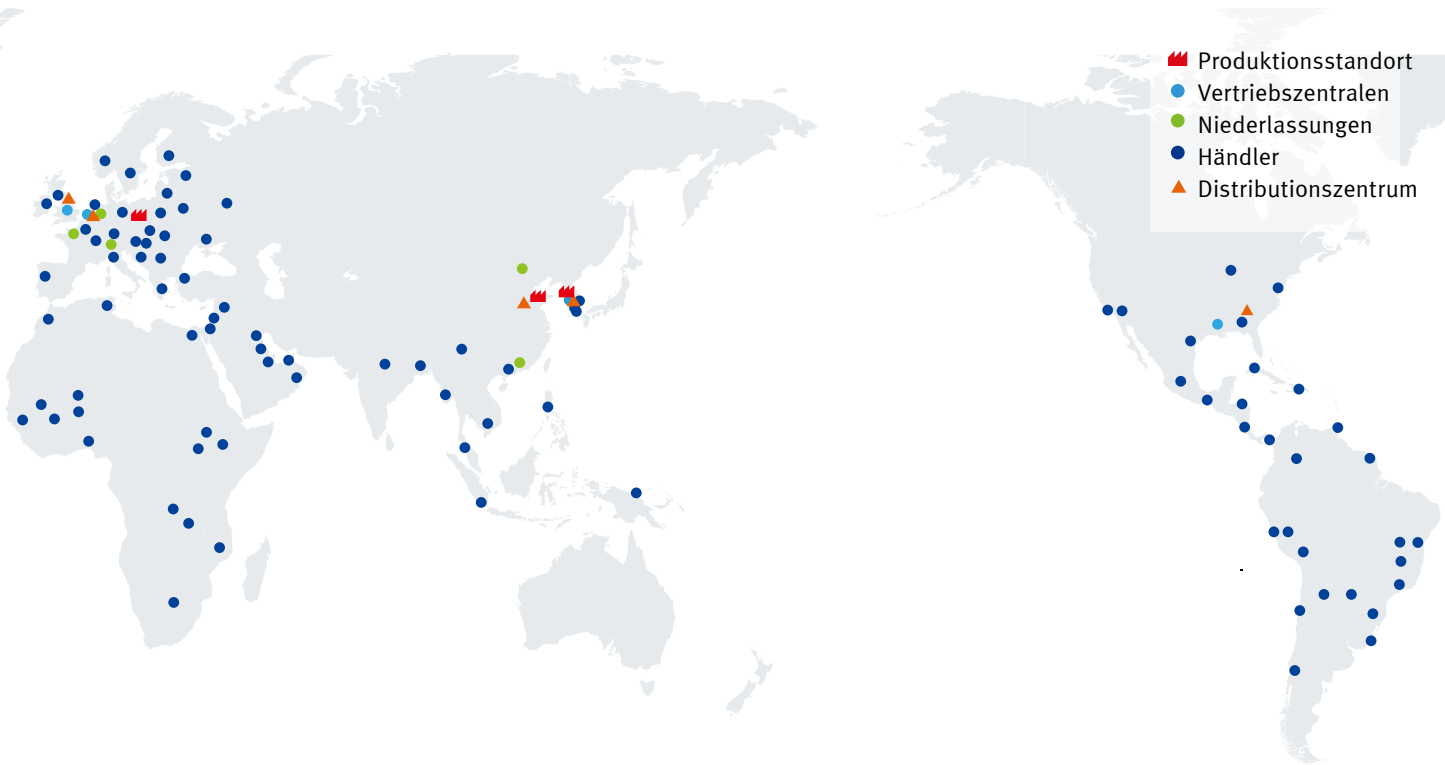 Produktionsstandort
Vertriebszentralen
Niederlassungen
Händler
Distributionszentrum